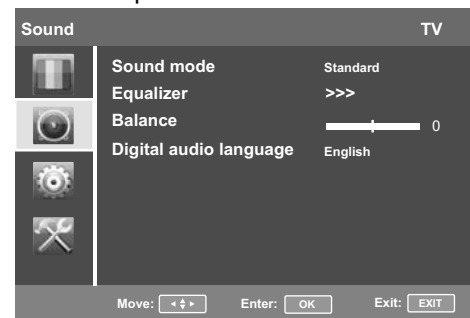 Sound TV
Sound mode Standard
Equalizer >>>
Balance 0
Digital audio language English
Move: Enter: OK Exit: EXIT